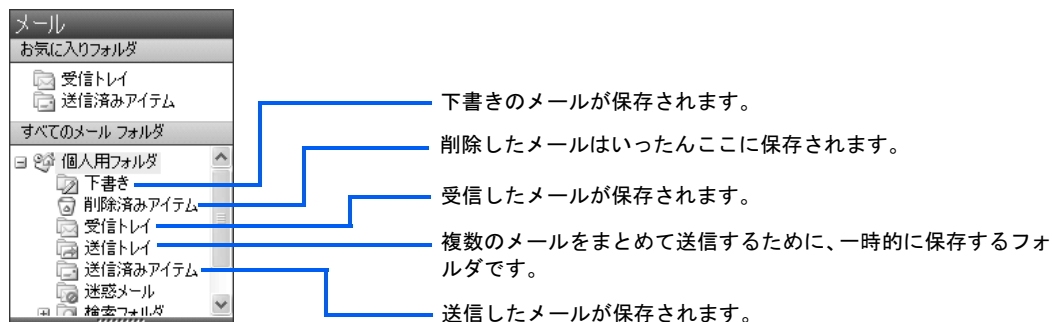 メール
お気に入りフォルダ
受信トレイ
送信済みアイテム
すべてのメール フォルダ
個人用フォルダ
下書き
削除済みアイテム
受信トレイ
送信トレイ
送信済みアイテム
迷惑メール
検索フォルダ
下書きのメールが保存されます。
削除したメールはいったんここに保存されます。
受信したメールが保存されます。
複数のメールをまとめて送信するために、一時的に保存するフォ
ルダです。
送信したメールが保存されます。